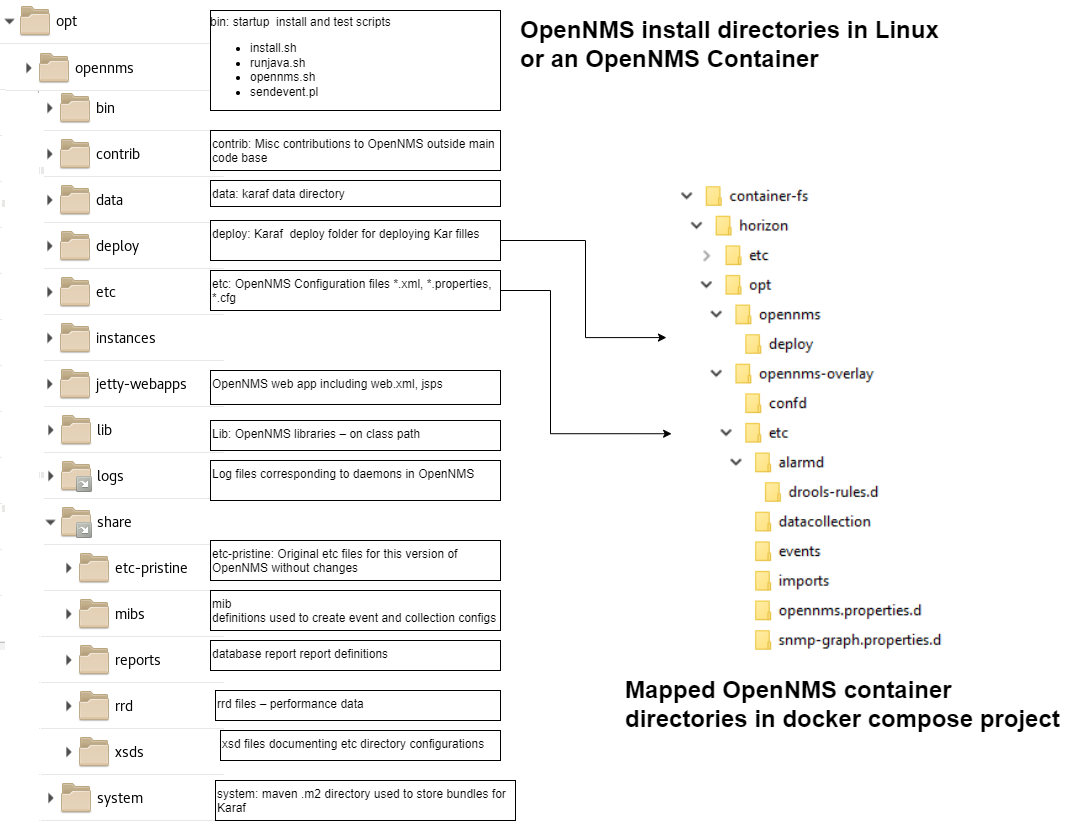 opt
opennms
bin
bin: startup  install and test scripts
install.sh
runjava.sh
opennms.sh
sendevent.pl
contrib
contrib: Misc contributions to OpenNMS outside main
code base
data
data: karaf data directory
deploy
deploy: Karaf  deploy folder for deploying Kar filles
etc
etc: OpenNMS Configuration files *.xml, *.properties,
*.cfg
instances
jetty-webapps
OpenNMS web app including web.xml, jsps
lib
Lib: OpenNMS libraries – on class path
logs
Log files corresponding to daemons in OpenNMS
share
etc-pristine
etc-pristine: Original etc files for this version of
OpenNMS without changes
mibs
mib
definitions used to create event and collection configs
reports
database report report definitions
rrd
rrd files – performance data
xsds
xsd files documenting etc directory configurations
system
system: maven .m2 directory used to store bundles for
Karaf
OpenNMS install directories in Linux
or an OpenNMS Container
container-fs
horizon
etc
opt
opennms
deploy
opennms-overlay
confd
etc
alarmd
drools-rules.d
datacollection
events
imports
opennms.properties.d
snmp-graph.properties.d
Mapped OpenNMS container
directories in docker compose project